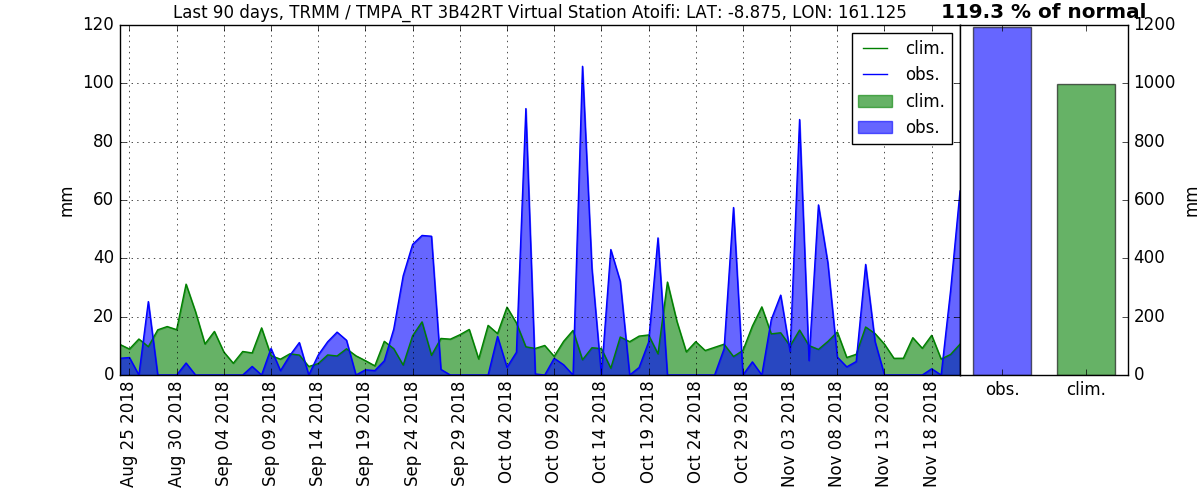 Last 90 days, TRMM / TMPA_RT 3B42RT Virtual Station Atoifi: LAT: -8.875, LON: 161.125
119.3 % of normal
mm
120
100
80
60
40
20
0
clim.
obs.
clim.
obs.
Aug 25 2018
Aug 30 2018
Sep 04 2018
Sep 09 2018
Sep 14 2018
Sep 19 2018
Sep 24 2018
Sep 29 2018
Oct 04 2018
Oct 09 2018
Oct 14 2018
Oct 19 2018
Oct 24 2018
Oct 29 2018
Nov 03 2018
Nov 08 2018
Nov 13 2018
Nov 18 2018
1200
1000
800
600
400
200
0
mm
obs.
clim.